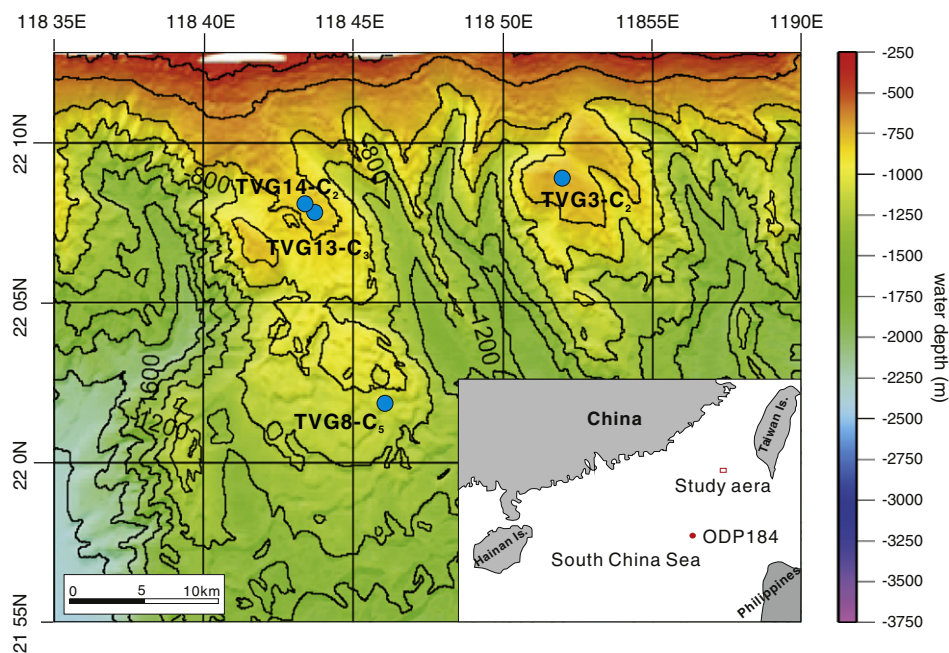 118 35E 118 40E 118 45E 118 50E 11855E 1190E
22 10N
22 05N
22 0N
21 55N
800
800
1200
1600
1200
TVG14-C2
TVG13-C3
TVG3-C2
TVG8-C5
0 5 10km
China
Taiwan Is.
Study aera
ODP184
Hainan Is.
South China Sea
Philippines
-250
-500
-750
-1000
-1250
-1500
-1750
-2000
-2250
-2500
-2750
-3000
-3250
-3500
-3750
water depth (m)